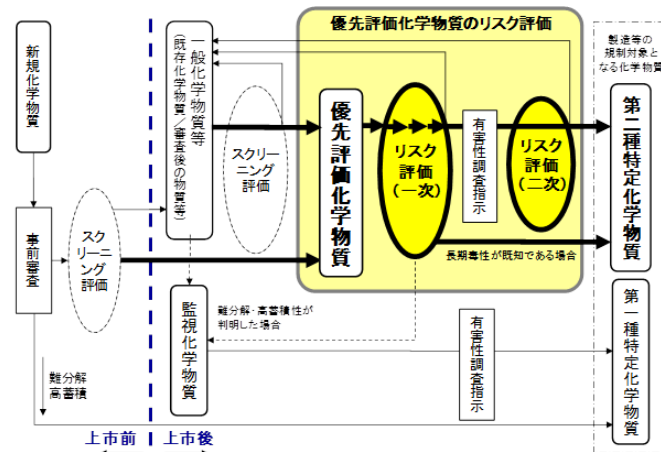 優先評価化学物質のリスク評価
新規化学物質
事前審査
スクリーニング評価
難分解
高蓄積
一般化学物質等
(既存化学物質/審査後の物質等)
スクリーニング評価
優先評価化学物質
リスク
評価
(一次)
有害性調査指示
リスク
評価
(二次)
長期毒性が既知である場合
製造等の
規制対象と
なる化学物質
第二種特定化学物質
監視化学物質
難分解・高蓄積性が
判明した場合
有害性調査指示
第一種特定化学物質
上市前
上市後